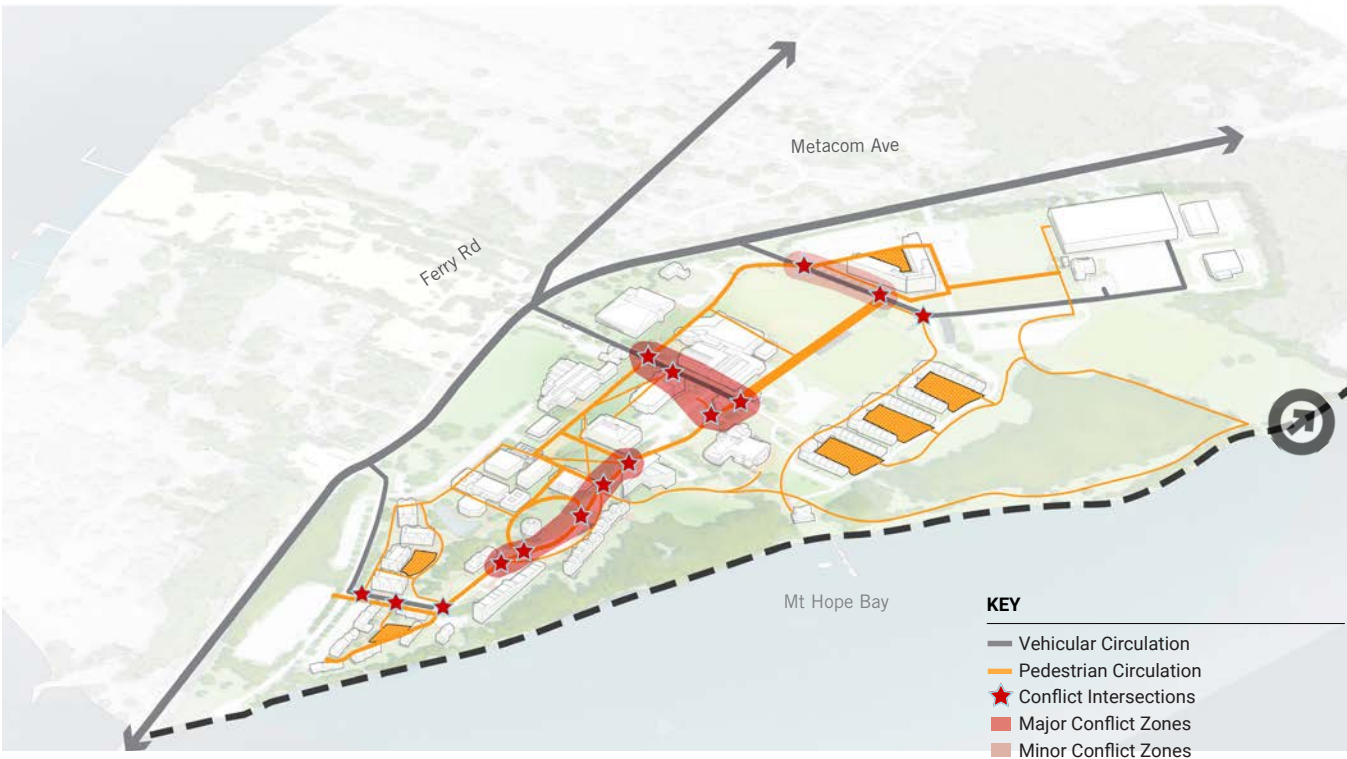 Metacom Ave
Ferry Rd
Mt Hope Bay
KEY
Vehicular Circulation
Pedestrian Circulation
Conflict Intersections
Major Conflict Zones
Minor Conflict Zones